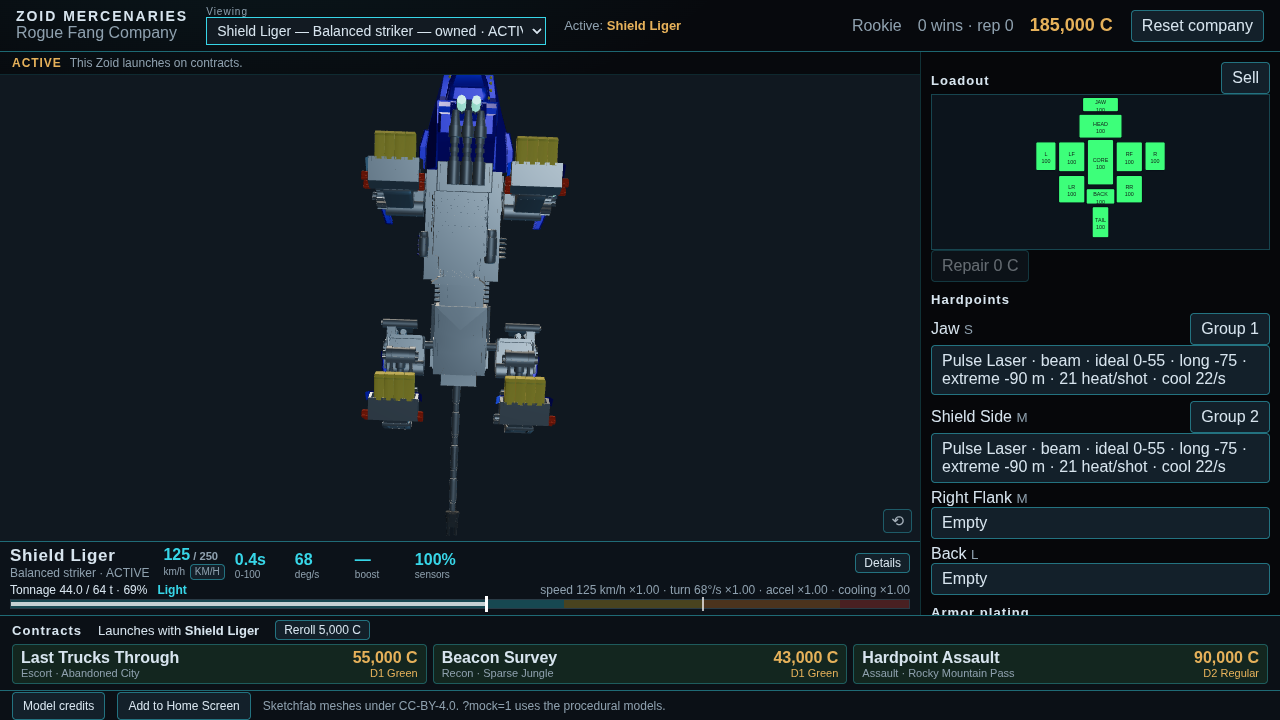 ZOID MERCENARIES
Rogue Fang Company
Viewing
Shield Liger — Balanced striker — owned · ACTIV
Active: Shield Liger
Rookie 0 wins · rep 0 185,000 C Reset company
ACTIVE This Zoid launches on contracts.
Loadout Sell
JAW
100
HEAD
100
L LF CORE RF R
100 100 100 100 100
LR BACK RR
100 100 100
TAIL
100
Repair 0 C
Hardpoints
Jaw S Group 1
Pulse Laser · beam · ideal 0-55 · long -75 ·
extreme -90 m · 21 heat/shot · cool 22/s
Shield Side M Group 2
Pulse Laser · beam · ideal 0-55 · long -75 ·
extreme -90 m · 21 heat/shot · cool 22/s
Right Flank M
Empty
Back L
Empty
Armor plating
⟲
Shield Liger
Balanced striker · ACTIVE
125 / 250
km/h KM/H
0.4s
0-100
68
deg/s
—
boost
100%
sensors
Details
Tonnage 44.0 / 64 t · 69% Light
speed 125 km/h ×1.00 · turn 68°/s ×1.00 · accel ×1.00 · cooling ×1.00
Contracts Launches with Shield Liger Reroll 5,000 C
Last Trucks Through 55,000 C
Escort · Abandoned City D1 Green
Beacon Survey 43,000 C
Recon · Sparse Jungle D1 Green
Hardpoint Assault 90,000 C
Assault · Rocky Mountain Pass D2 Regular
Model credits Add to Home Screen Sketchfab meshes under CC-BY-4.0. ?mock=1 uses the procedural models.